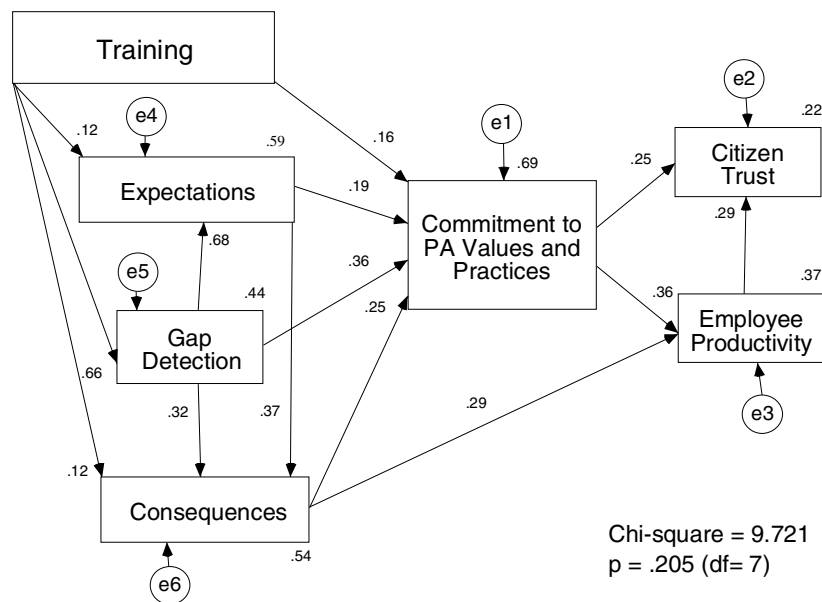 Training
e4
.12
.59
Expectations
.68
e5
.44
Gap
Detection
.66
.32
.37
.12
Consequences
.54
e6
.16
.19
.36
.25
e1
.69
Commitment to
PA Values and
Practices
.25
.36
.29
e2
.22
Citizen
Trust
.29
.37
Employee
Productivity
e3
Chi-square = 9.721
p = .205 (df= 7)